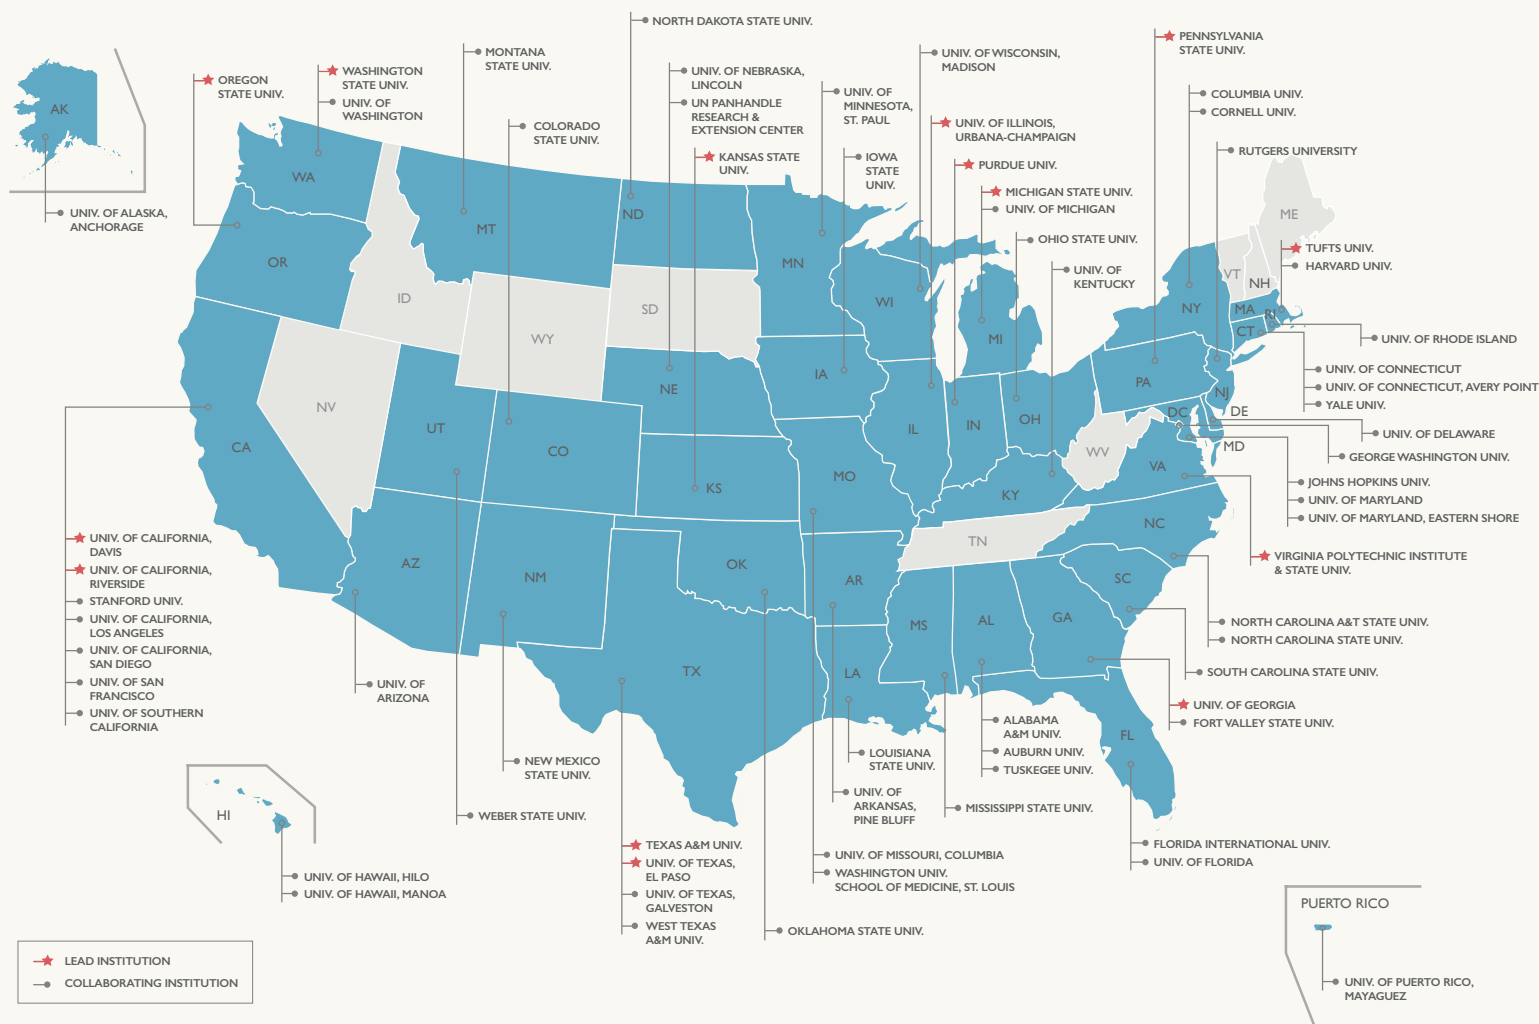 NORTH DAKOTA STATE UNIV.
MONTANA
STATE UNIV.
OREGON
STATE UNIV.
WASHINGTON
STATE UNIV.
UNIV. OF
WASHINGTON
COLORADO
STATE UNIV.
UNIV. OF NEBRASKA,
LINCOLN
UN PANHANDLE
RESEARCH &
EXTENSION CENTER
KANSAS STATE
UNIV.
UNIV. OF
MINNESOTA,
ST. PAUL
IOWA
STATE
UNIV.
UNIV. OF WISCONSIN,
MADISON
UNIV. OF ILLINOIS,
URBANA-CHAMPAIGN
PURDUE UNIV.
MICHIGAN STATE UNIV.
UNIV. OF MICHIGAN
OHIO STATE UNIV.
UNIV. OF
KENTUCKY
PENNSYLVANIA
STATE UNIV.
COLUMBIA UNIV.
CORNELL UNIV.
RUTGERS UNIVERSITY
TUFTS UNIV.
HARVARD UNIV.
UNIV. OF RHODE ISLAND
UNIV. OF CONNECTICUT
UNIV. OF CONNECTICUT, AVERY POINT
YALE UNIV.
UNIV. OF DELAWARE
GEORGE WASHINGTON UNIV.
JOHNS HOPKINS UNIV.
UNIV. OF MARYLAND
UNIV. OF MARYLAND, EASTERN SHORE
VIRGINIA POLYTECHNIC INSTITUTE
& STATE UNIV.
NORTH CAROLINA A&T STATE UNIV.
NORTH CAROLINA STATE UNIV.
SOUTH CAROLINA STATE UNIV.
UNIV. OF GEORGIA
FORT VALLEY STATE UNIV.
AK
UNIV. OF ALASKA,
ANCHORAGE
WA
OR
ID
MT
ND
SD
WY
NE
MN
WI
IA
MI
NV
UT
CO
KS
CA
AZ
NM
OK
TX
MO
AR
LA
IL
IN
OH
KY
TN
MS
AL
GA
FL
SC
NC
VA
WV
PA
NY
NJ
DE
MD
DC
CT
RI
MA
VT
NH
ME
UNIV. OF CALIFORNIA,
DAVIS
UNIV. OF CALIFORNIA,
RIVERSIDE
STANFORD UNIV.
UNIV. OF CALIFORNIA,
LOS ANGELES
UNIV. OF CALIFORNIA,
SAN DIEGO
UNIV. OF SAN
FRANCISCO
UNIV. OF SOUTHERN
CALIFORNIA
UNIV. OF
ARIZONA
NEW MEXICO
STATE UNIV.
WEBER STATE UNIV.
TEXAS A&M UNIV.
UNIV. OF TEXAS,
EL PASO
UNIV. OF TEXAS,
GALVESTON
WEST TEXAS
A&M UNIV.
OKLAHOMA STATE UNIV.
UNIV. OF MISSOURI, COLUMBIA
WASHINGTON UNIV.
SCHOOL OF MEDICINE, ST. LOUIS
UNIV. OF
ARKANSAS,
PINE BLUFF
LOUISIANA
STATE UNIV.
MISSISSIPPI STATE UNIV.
ALABAMA
A&M UNIV.
AUBURN UNIV.
TUSKEGEE UNIV.
FLORIDA INTERNATIONAL UNIV.
UNIV. OF FLORIDA
HI
UNIV. OF HAWAII, HILO
UNIV. OF HAWAII, MANOA
PUERTO RICO
UNIV. OF PUERTO RICO,
MAYAGUEZ
LEAD INSTITUTION
COLLABORATING INSTITUTION